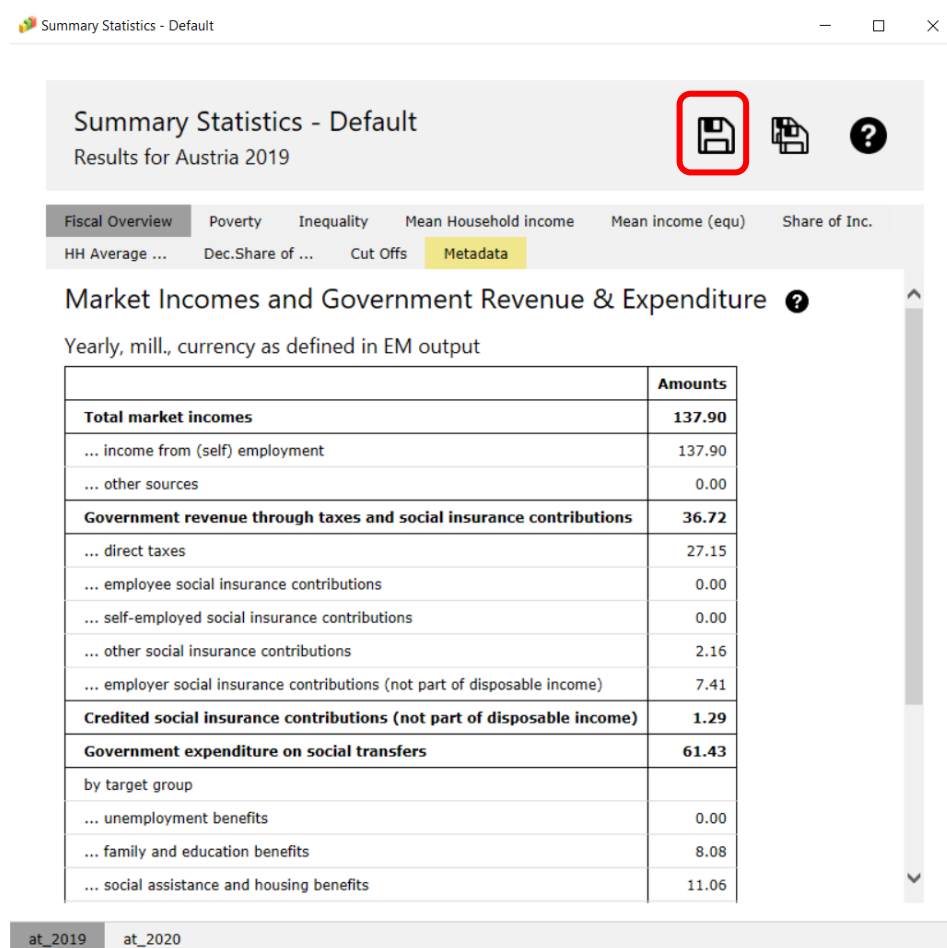 Summary Statistics - Default
Summary Statistics - Default
Results for Austria 2019
Fiscal Overview Poverty Inequality Mean Household income Mean income (equ) Share of Inc.
HH Average ... Dec.Share of ... Cut Offs Metadata
Market Incomes and Government Revenue & Expenditure ?
Yearly, mill., currency as defined in EM output
Amounts
Total market incomes 137.90
... income from (self) employment 137.90
... other sources 0.00
Government revenue through taxes and social insurance contributions 36.72
... direct taxes 27.15
... employee social insurance contributions 0.00
... self-employed social insurance contributions 0.00
... other social insurance contributions 2.16
... employer social insurance contributions (not part of disposable income) 7.41
Credited social insurance contributions (not part of disposable income) 1.29
Government expenditure on social transfers 61.43
by target group
... unemployment benefits 0.00
... family and education benefits 8.08
... social assistance and housing benefits 11.06
at_2019 at_2020